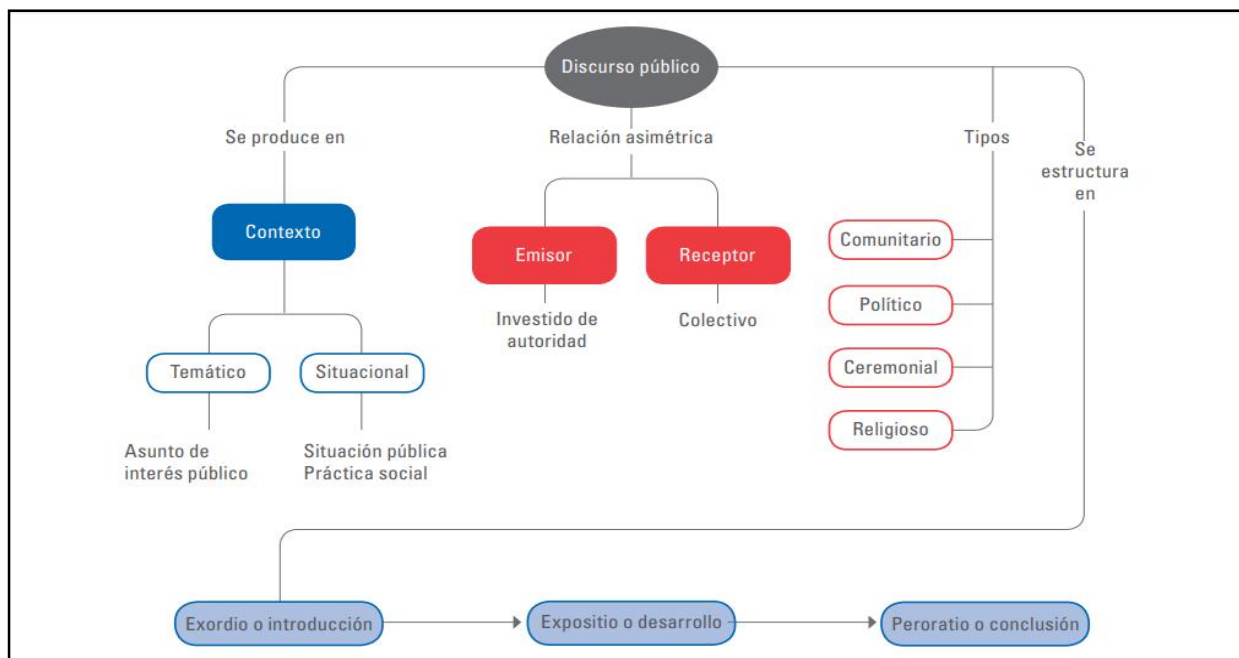 Discurso público
Se produce en
Relación asimétrica
Tipos
Se
estructura
en
Contexto
Emisor
Receptor
Comunitario
Investido de
autoridad
Colectivo
Político
Temático
Situacional
Ceremonial
Religioso
Asunto de
interés público
Situación pública
Práctica social
Exordio o introducción
Expositio o desarrollo
Peroratio o conclusión